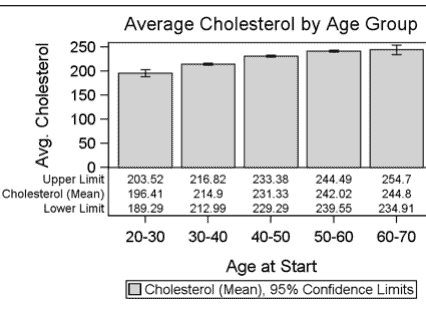 Average Cholesterol by Age Group
Avg. Cholesterol
250
200
150
100
50
0
Upper Limit 203.52 216.82 233.38 244.49 254.7
Cholesterol (Mean) 196.41 214.9 231.33 242.02 244.8
Lower Limit 189.29 212.99 229.29 239.55 234.91
20-30 30-40 40-50 50-60 60-70
Age at Start
Cholesterol (Mean), 95% Confidence Limits